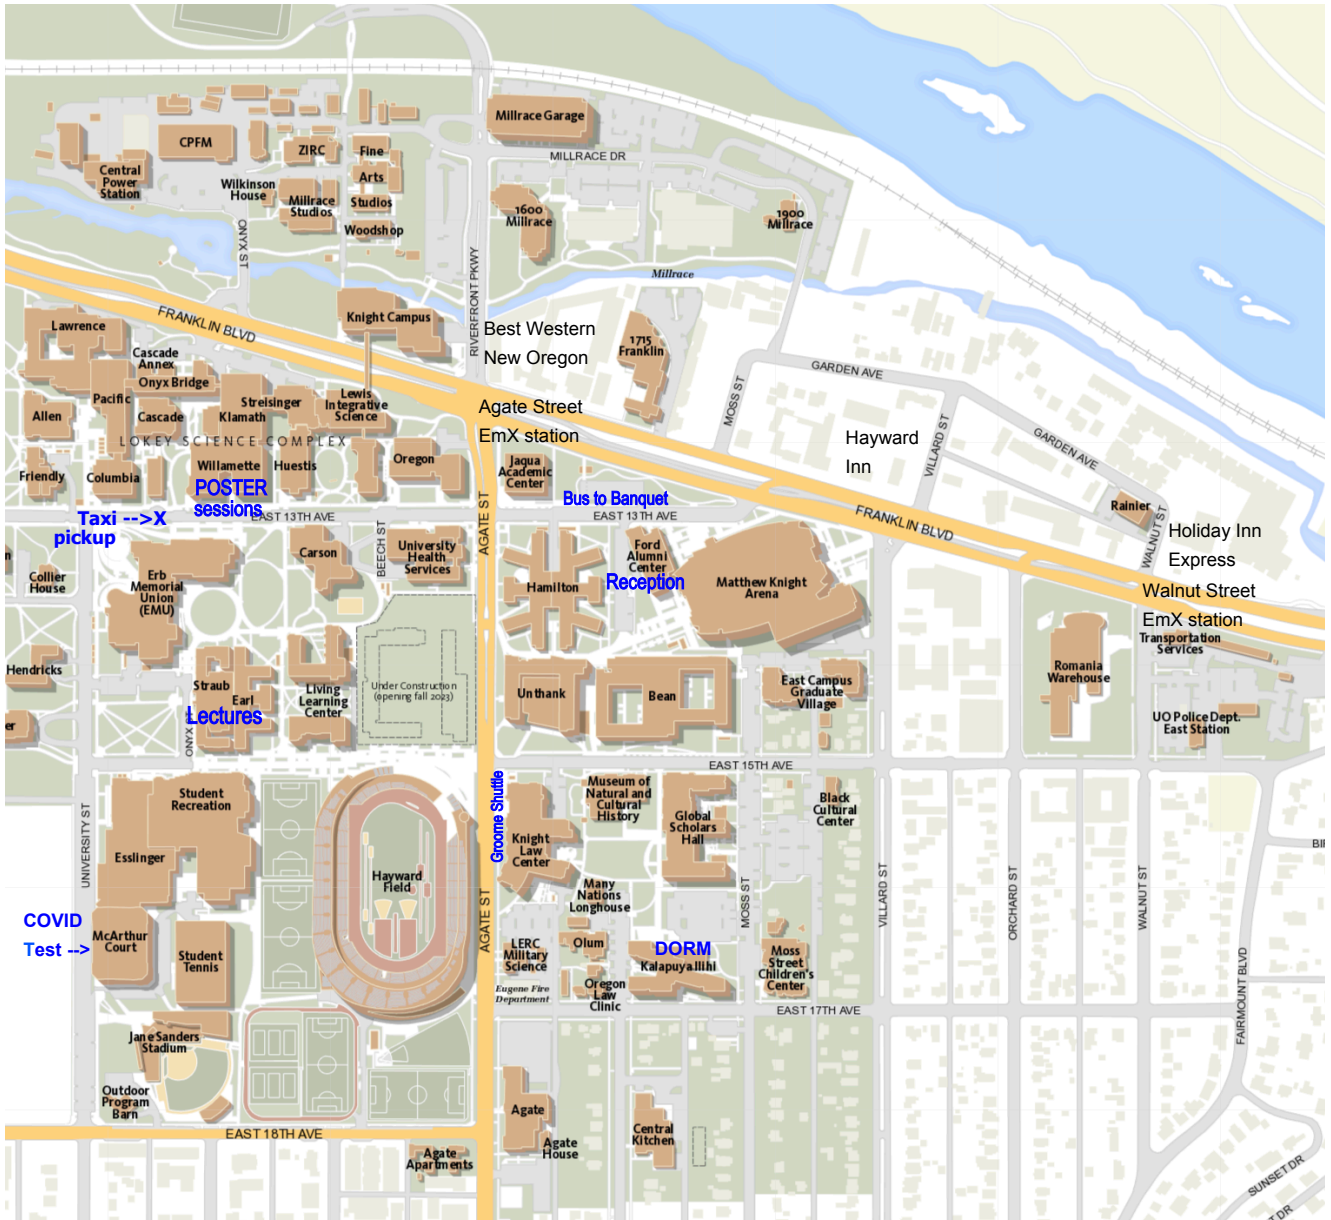 Millrace Garage
CPFM
ZIRC
Fine
Arts
Studios
Woodshop
MILLRACE DR
Central
Power
Station
Wilkinson
House
Millrace
Studios
1600
Millrace
1900
Millrace
ONYX ST
RIVERFRONT PKWY
Millrace
Knight Campus
FRANKLIN BLVD
Lawrence
Best Western
New Oregon
1715
Franklin
Cascade
Annex
Onyx Bridge
Pacific
Streisinger
Lewis
Integrative
Science
MOSS ST
GARDEN AVE
Allen
Cascade
Klamath
Agate Street
EmX station
LOKEY SCIENCE COMPLEX
Hayward
Inn
VILLARD ST
GARDEN AVE
Friendly
Columbia
Willamette
Huestis
Oregon
Jaqua
Academic
Center
POSTER
sessions
Bus to Banquet
Rainier
WALNUT ST
Taxi -->X
pickup
EAST 13TH AVE
AGATE ST
EAST 13TH AVE
FRANKLIN BLVD
Holiday Inn
Express
Collier
House
Erb
Memorial
Union
(EMU)
Carson
BEECH ST
University
Health
Services
Hamilton
Ford
Alumni
Center
Reception
Matthew Knight
Arena
Walnut Street
EmX station
Transportation
Services
n
Hendricks
Straub
Earl
Lectures
Living
Learning
Center
Under Construction
(opening fall 2023)
Unthank
Bean
East Campus
Graduate
Village
Romania
Warehouse
UO Police Dept.
East Station
er
ONYX ST
EAST 15TH AVE
Student
Recreation
Esslinger
UNIVERSITY ST
Hayward
Field
Groome Shuttle
Knight
Law
Center
Museum of
Natural and
Cultural
History
Global
Scholars
Hall
Black
Cultural
Center
BI
Many
Nations
Longhouse
MOSS ST
VILLARD ST
ORCHARD ST
WALNUT ST
COVID
Test -->
McArthur
Court
Student
Tennis
AGATE ST
LERC
Military
Science
Olum
DORM
Kalapuya Ilihi
Moss
Street
Children's
Center
Eugene Fire
Department
Oregon
Law
Clinic
EAST 17TH AVE
FAIRMOUNT BLVD
Jane Sanders
Stadium
Outdoor
Program
Barn
EAST 18TH AVE
Agate
Agate
House
Central
Kitchen
Agate
Apartments
SUNSET DR
T DR